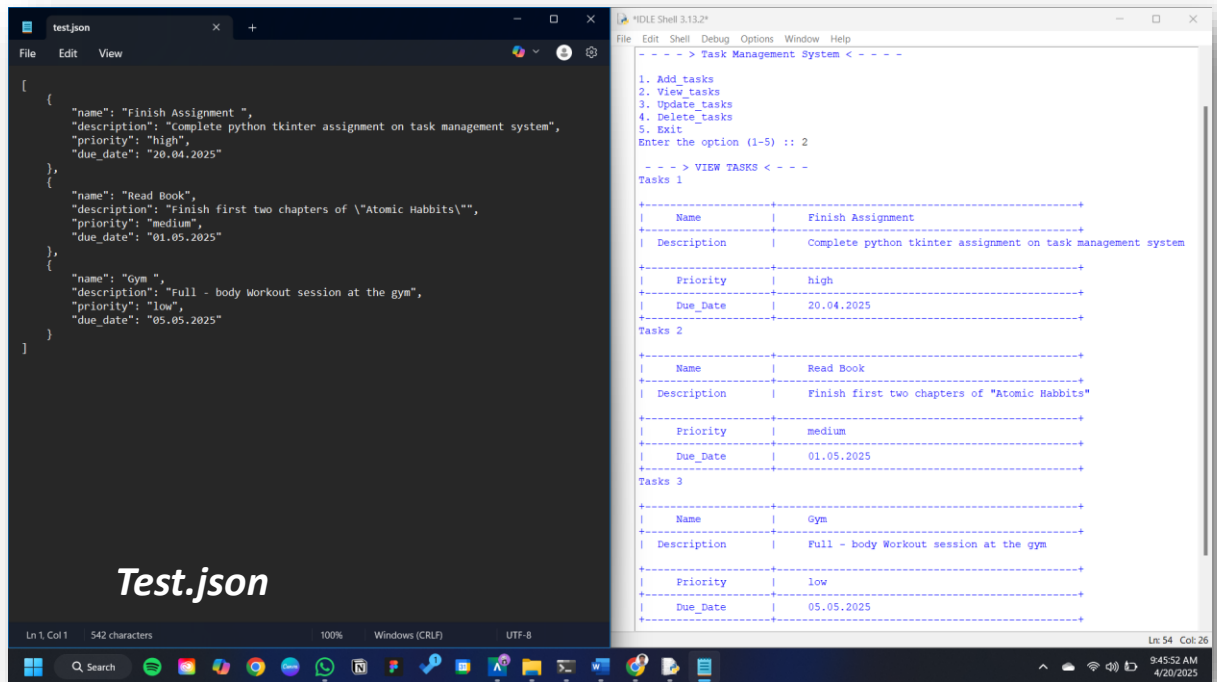 test.json
File Edit View
[
{
"name": "Finish Assignment ",
"description": "Complete python tkinter assignment on task management system",
"priority": "high",
"due_date": "20.04.2025"
},
{
"name": "Read Book",
"description": "Finish first two chapters of \"Atomic Habbits\"",
"priority": "medium",
"due_date": "01.05.2025"
},
{
"name": "Gym ",
"description": "Full - body Workout session at the gym",
"priority": "low",
"due_date": "05.05.2025"
}
]
Test.json
Ln 1, Col 1 542 characters 100% Windows (CRLF) UTF-8
*IDLE Shell 3.13.2*
File Edit Shell Debug Options Window Help
- - - - > Task Management System < - - - -
1. Add_tasks
2. View_tasks
3. Update_tasks
4. Delete_tasks
5. Exit
Enter the option (1-5) :: 2
- - - > VIEW TASKS < - - -
Tasks 1
+--------------------+------------------------------------------------+
| Name | Finish Assignment
+--------------------+------------------------------------------------+
| Description | Complete python tkinter assignment on task management system
+--------------------+------------------------------------------------+
| Priority | high
+--------------------+------------------------------------------------+
| Due_Date | 20.04.2025
+--------------------+------------------------------------------------+
Tasks 2
+--------------------+------------------------------------------------+
| Name | Read Book
+--------------------+------------------------------------------------+
| Description | Finish first two chapters of "Atomic Habbits"
+--------------------+------------------------------------------------+
| Priority | medium
+--------------------+------------------------------------------------+
| Due_Date | 01.05.2025
+--------------------+------------------------------------------------+
Tasks 3
+--------------------+------------------------------------------------+
| Name | Gym
+--------------------+------------------------------------------------+
| Description | Full - body Workout session at the gym
+--------------------+------------------------------------------------+
| Priority | low
+--------------------+------------------------------------------------+
| Due_Date | 05.05.2025
+--------------------+------------------------------------------------+
Ln: 54 Col: 26
Search
9:45:52 AM
4/20/2025